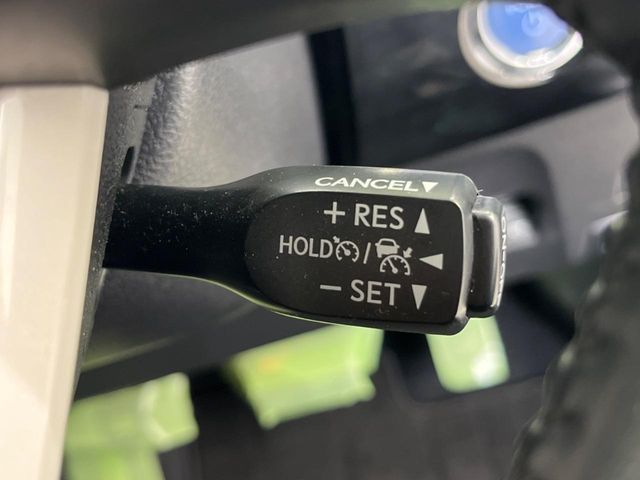 CANCEL▼
+ RES ▲
HOLD / ◀
− SET ▼